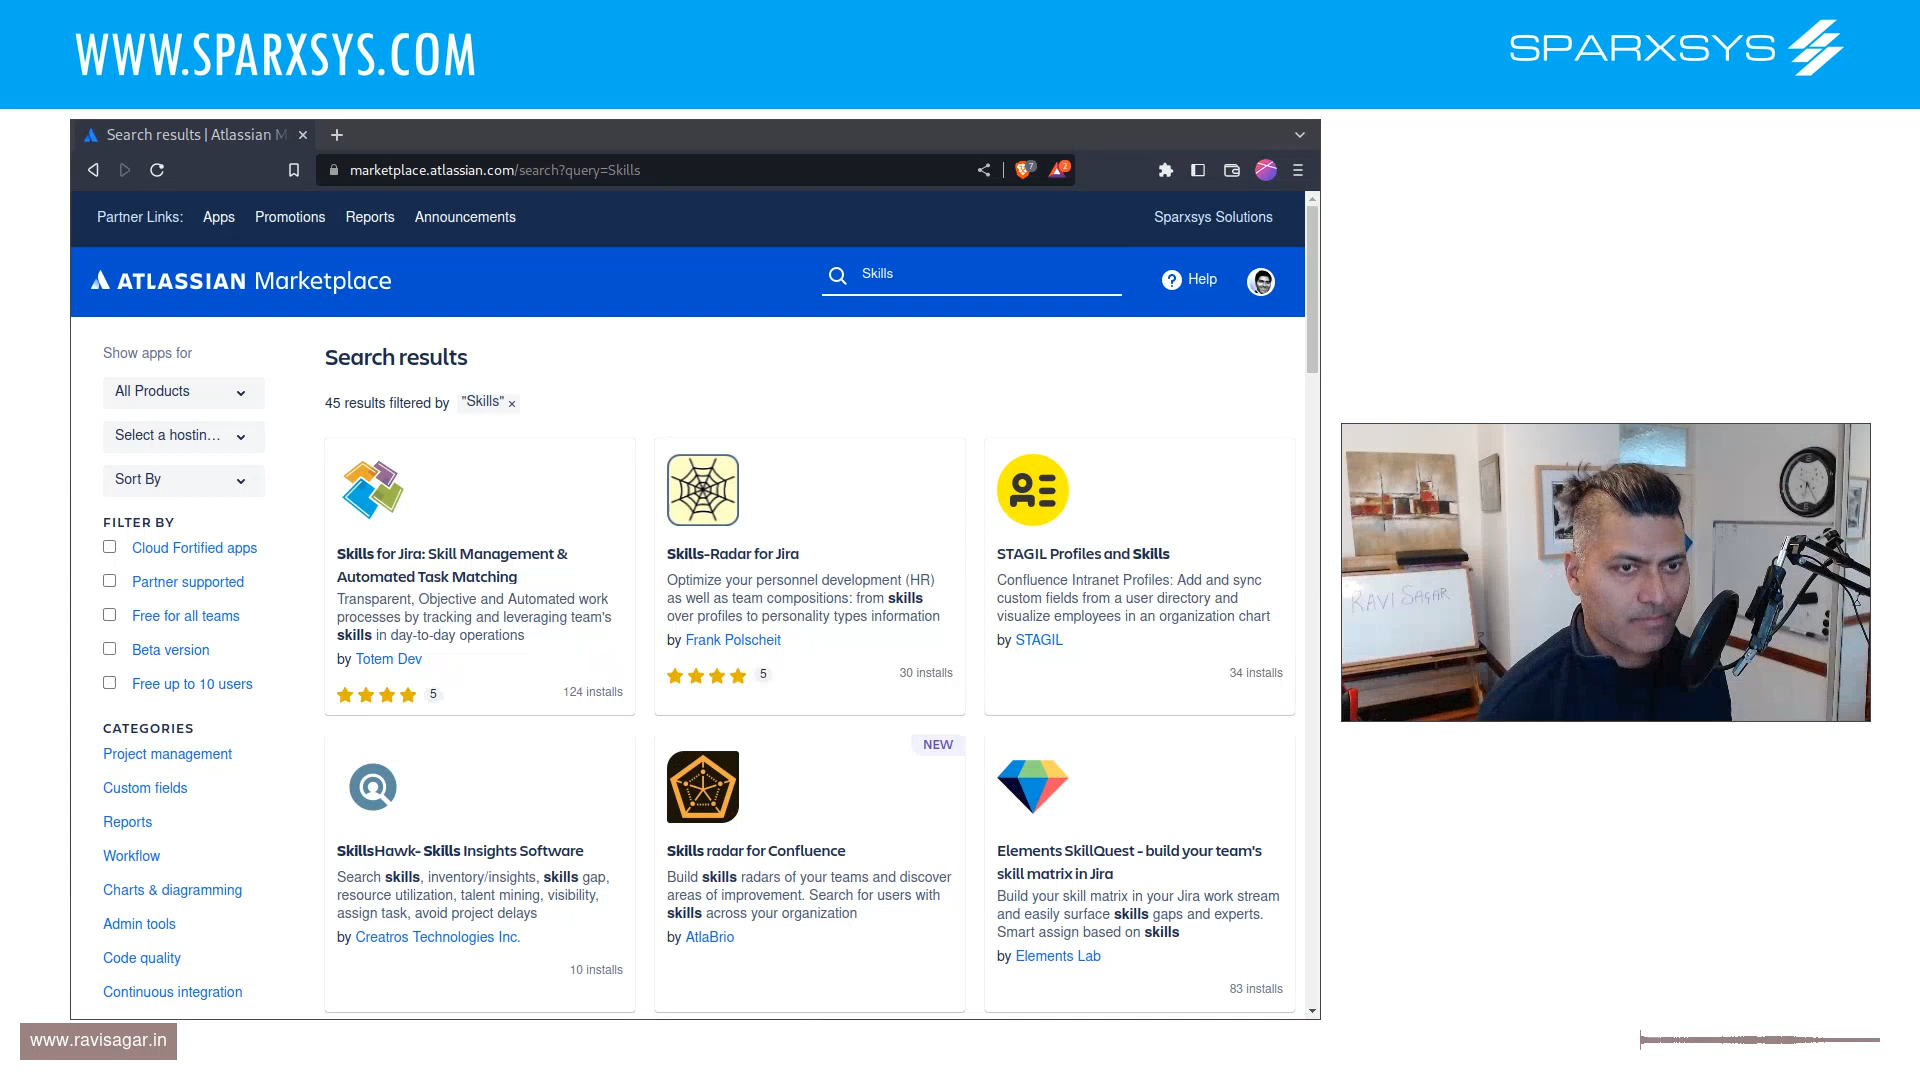 WWW.SPARXSYS.COM
SPARXSYS
Search results | Atlassian M
marketplace.atlassian.com/search?query=Skills
7
2
Partner Links:
Apps
Promotions
Reports
Announcements
Sparxsys Solutions
ATLASSIAN Marketplace
Skills
Help
Show apps for
All Products
Select a hostin...
Sort By
FILTER BY
Cloud Fortified apps
Partner supported
Free for all teams
Beta version
Free up to 10 users
CATEGORIES
Project management
Custom fields
Reports
Workflow
Charts & diagramming
Admin tools
Code quality
Continuous integration
Search results
45 results filtered by "Skills" ×
Skills for Jira: Skill Management &
Automated Task Matching
Transparent, Objective and Automated work
processes by tracking and leveraging team's
skills in day-to-day operations
by Totem Dev
5
124 installs
Skills-Radar for Jira
Optimize your personnel development (HR)
as well as team compositions: from skills
over profiles to personality types information
by Frank Polscheit
5
30 installs
STAGIL Profiles and Skills
Confluence Intranet Profiles: Add and sync
custom fields from a user directory and
visualize employees in an organization chart
by STAGIL
34 installs
SkillsHawk- Skills Insights Software
Search skills, inventory/insights, skills gap,
resource utilization, talent mining, visibility,
assign task, avoid project delays
by Creatros Technologies Inc.
10 installs
NEW
Skills radar for Confluence
Build skills radars of your teams and discover
areas of improvement. Search for users with
skills across your organization
by AtlaBrio
Elements SkillQuest - build your team's
skill matrix in Jira
Build your skill matrix in your Jira work stream
and easily surface skills gaps and experts.
Smart assign based on skills
by Elements Lab
83 installs
RAVI SAGAR
www.ravisagar.in